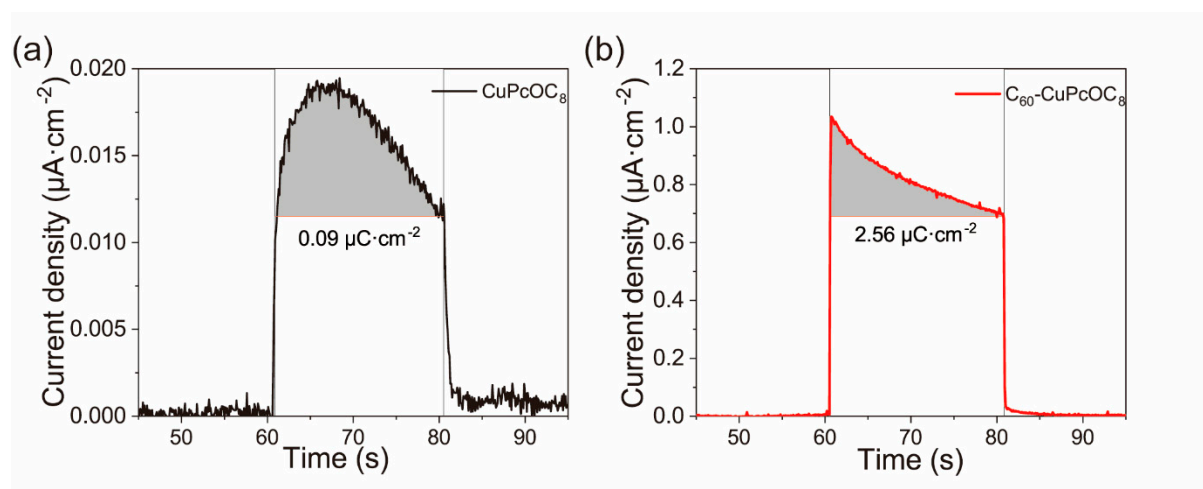 (a)
Current density (µA·cm⁻²)
0.020
0.015
0.010
0.005
0.000
CuPcOC₈
0.09 µC·cm⁻²
50 60 70 80 90
Time (s)
(b)
Current density (µA·cm⁻²)
1.2
1.0
0.8
0.6
0.4
0.2
0.0
C₆₀-CuPcOC₈
2.56 µC·cm⁻²
50 60 70 80 90
Time (s)